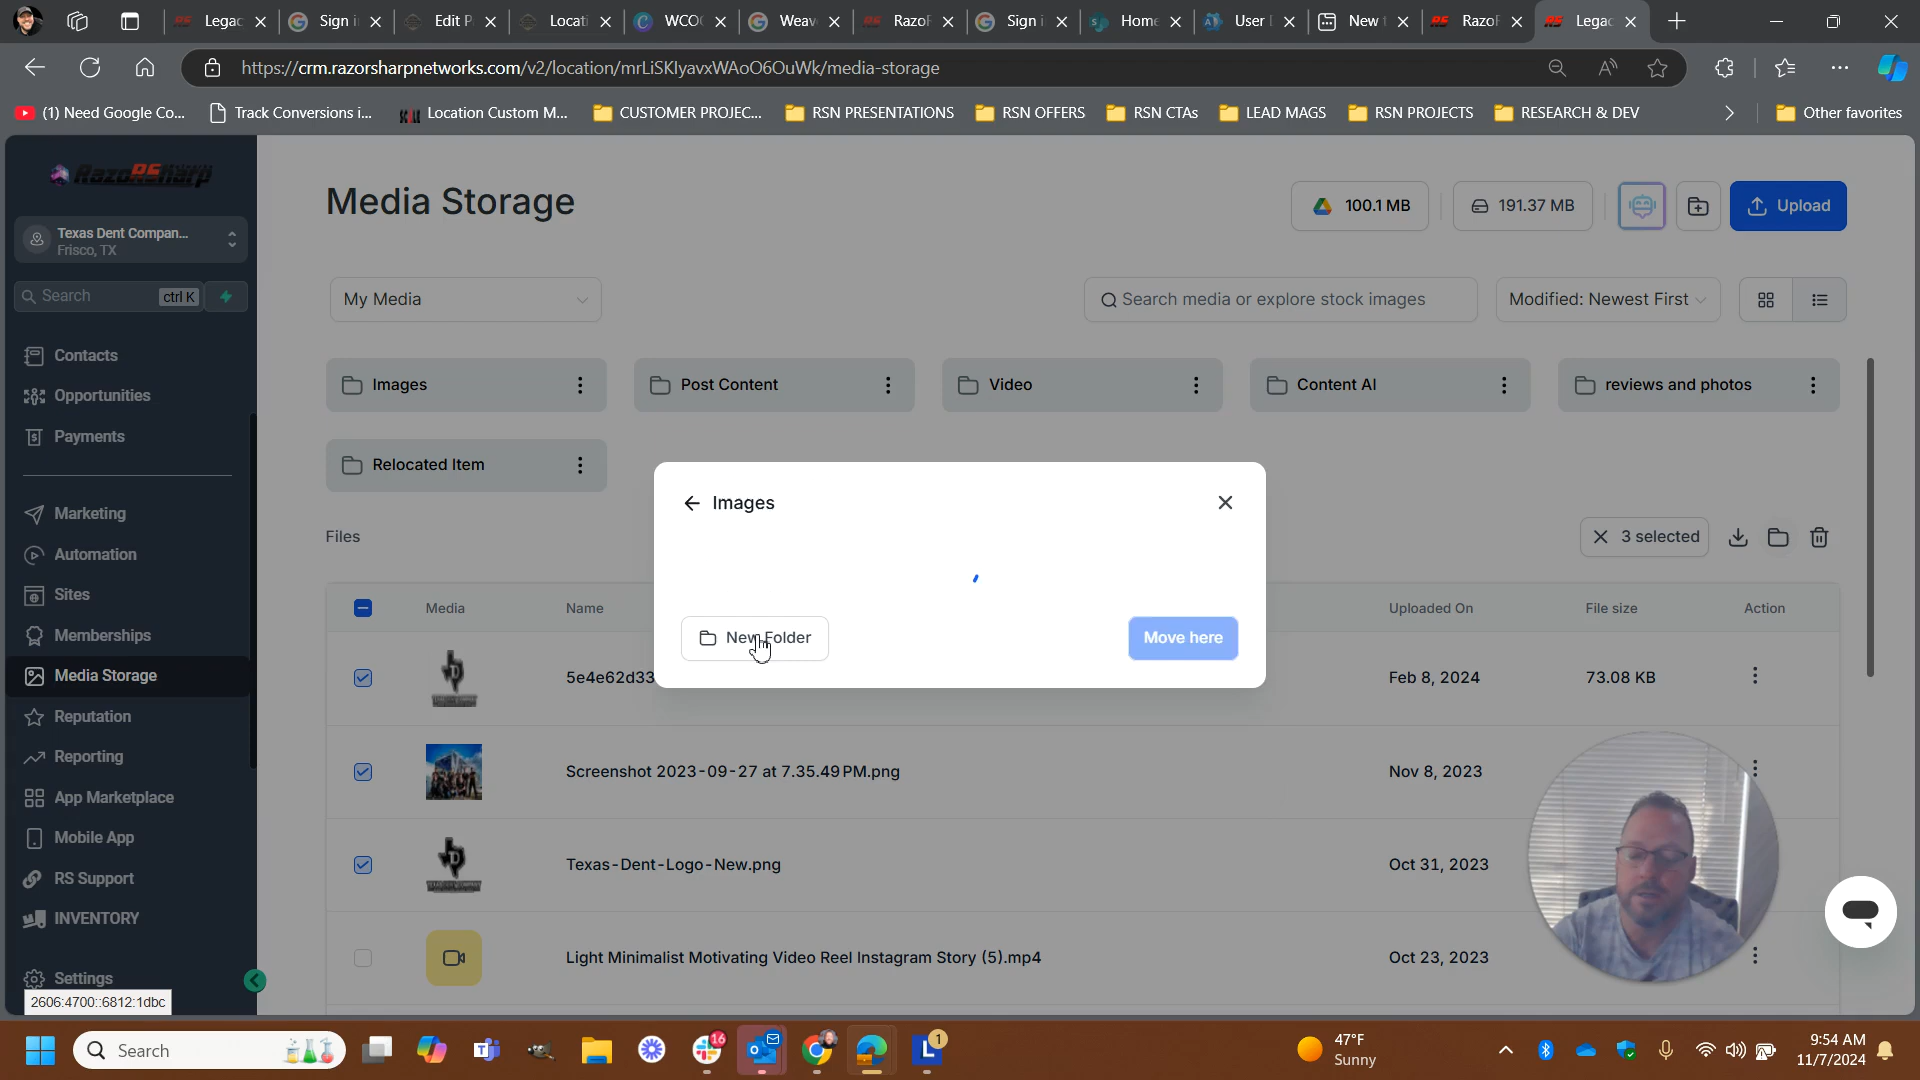 Legac
Sign i
Edit P
Locati
WCO
Weav
RazoR
Sign i
Home
User
New
RazoR
Legac
https://crm.razorsharpnetworks.com/v2/location/mrLiSKlyavxWAoO6OuWk/media-storage
(1) Need Google Co...
Track Conversions i...
Location Custom M...
CUSTOMER PROJEC...
RSN PRESENTATIONS
RSN OFFERS
RSN CTAs
LEAD MAGS
RSN PROJECTS
RESEARCH & DEV
Other favorites
RazoRSharp
Texas Dent Compan...
Frisco, TX
Search
ctrl K
Contacts
Opportunities
Payments
Marketing
Automation
Sites
Memberships
Media Storage
Reputation
Reporting
App Marketplace
Mobile App
RS Support
INVENTORY
Settings
2606:4700::6812:1dbc
Media Storage
100.1 MB
191.37 MB
Upload
My Media
Search media or explore stock images
Modified: Newest First
Images
Post Content
Video
Content AI
reviews and photos
Relocated Item
Files
3 selected
Media
Name
Uploaded On
File size
Action
5e4e62d33
Feb 8, 2024
73.08 KB
Screenshot 2023-09-27 at 7.35.49 PM.png
Nov 8, 2023
Texas-Dent-Logo-New.png
Oct 31, 2023
Light Minimalist Motivating Video Reel Instagram Story (5).mp4
Oct 23, 2023
Images
New Folder
Move here
Search
16
1
47°F
Sunny
9:54 AM
11/7/2024